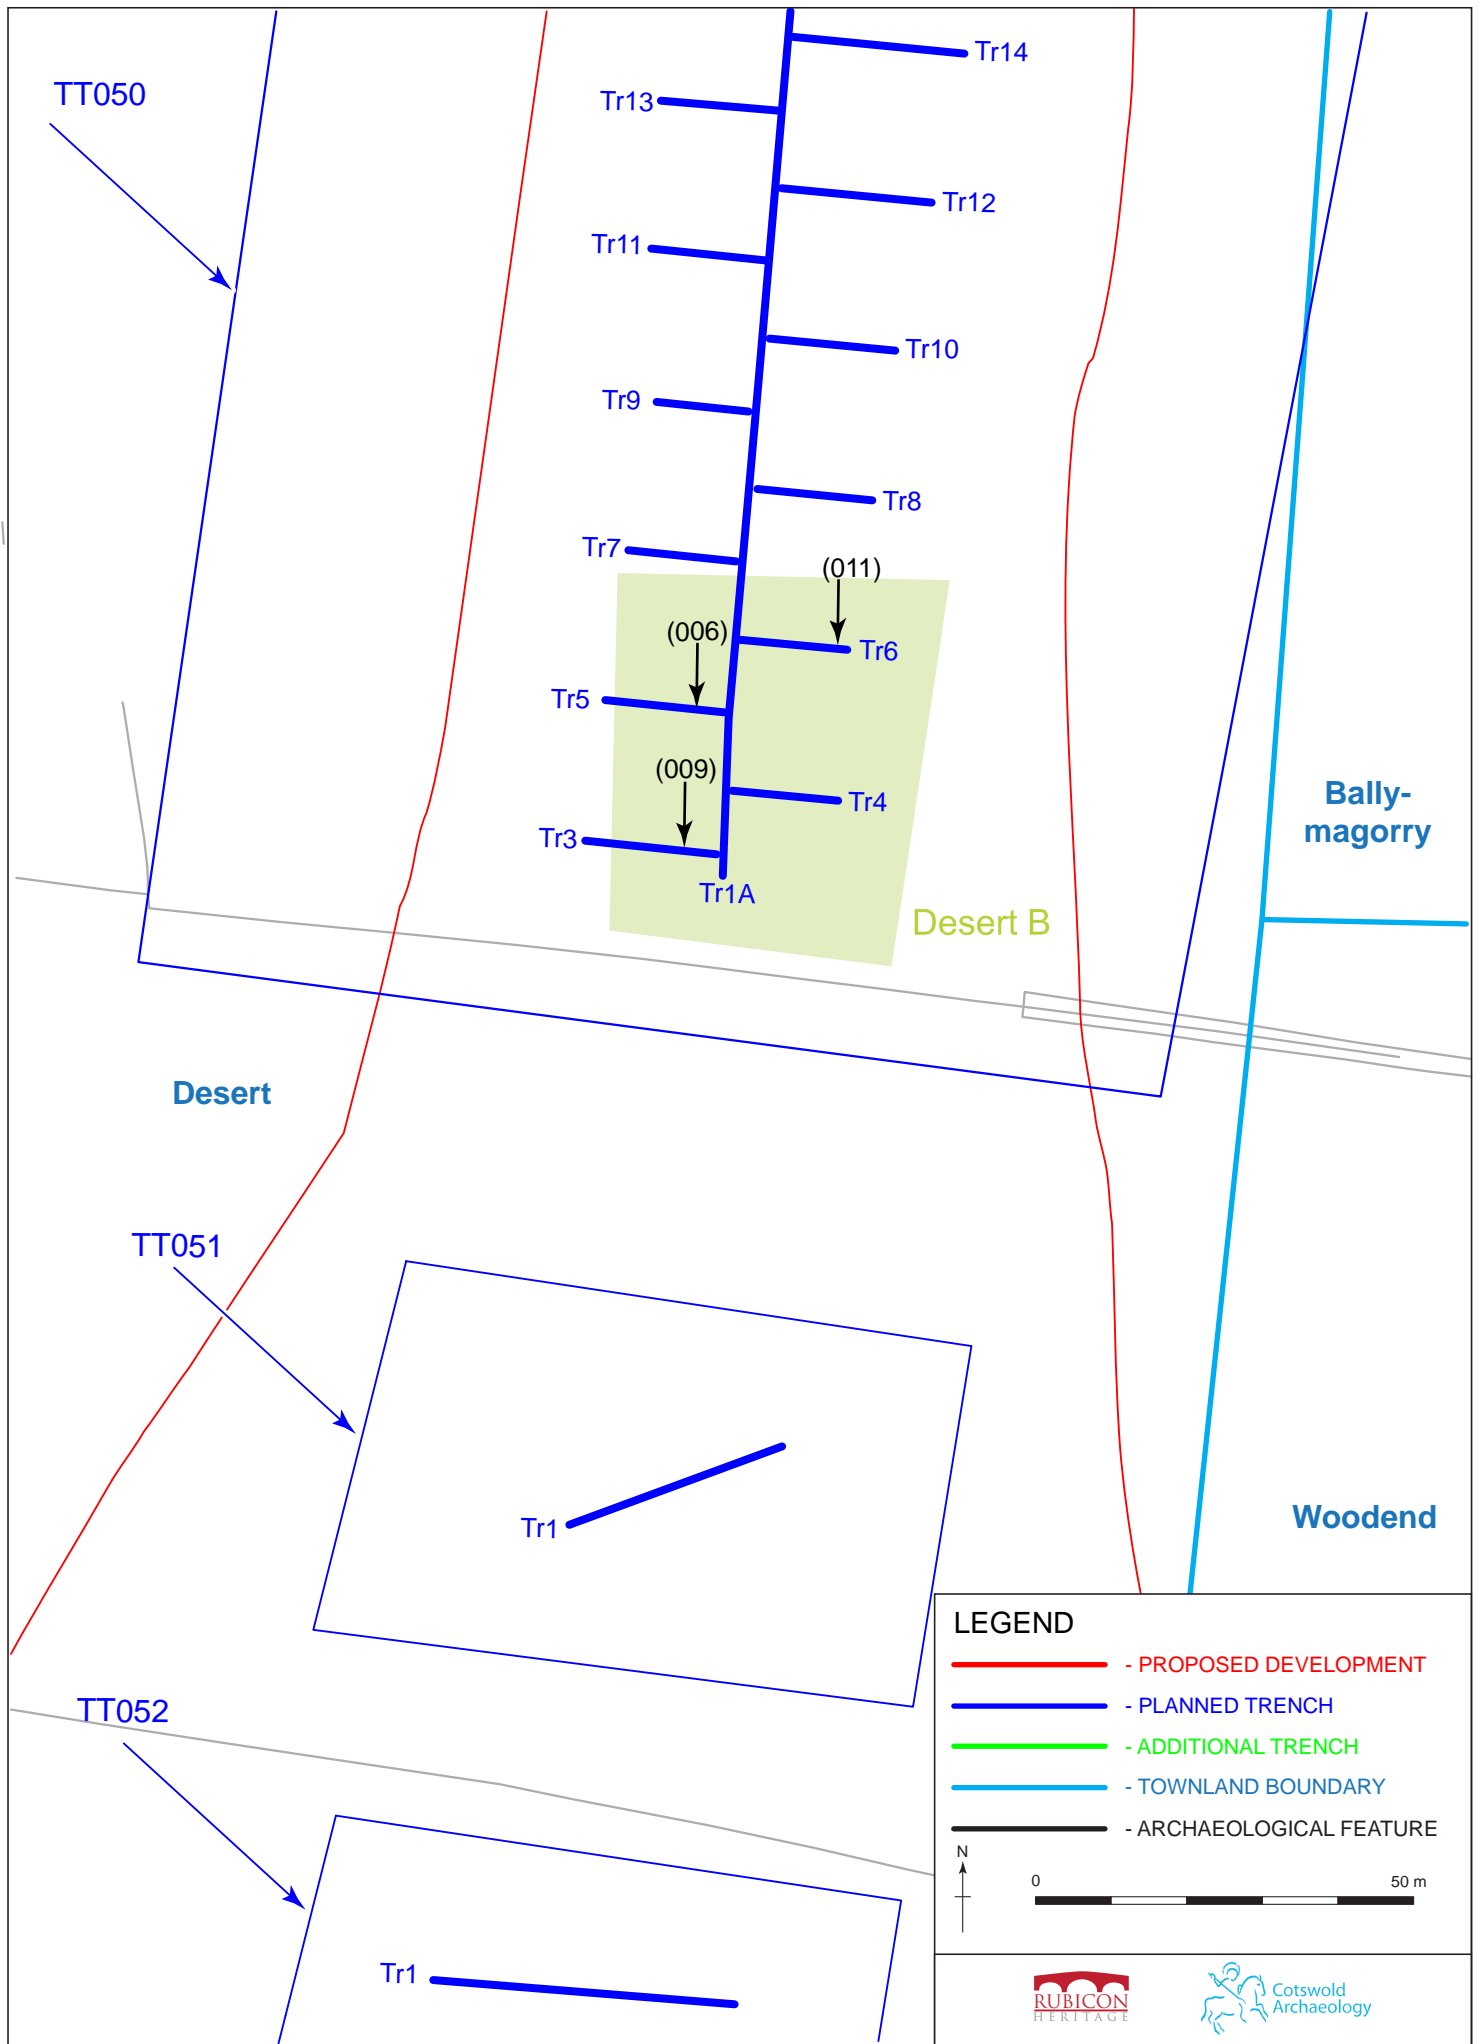 Tr14
TT050
Tr13
Tr12
Tr11
Tr10
Tr9
Tr8
Tr7
(011)
(006)
Tr6
Tr5
(009)
Tr4
Bally-
magorry
Tr3
Tr1A
Desert B
Desert
TT051
Tr1
Woodend
TT052
Tr1
LEGEND
- PROPOSED DEVELOPMENT
- PLANNED TRENCH
- ADDITIONAL TRENCH
- TOWNLAND BOUNDARY
- ARCHAEOLOGICAL FEATURE
N
0 50 m
RUBICON
HERITAGE
Cotswold
Archaeology